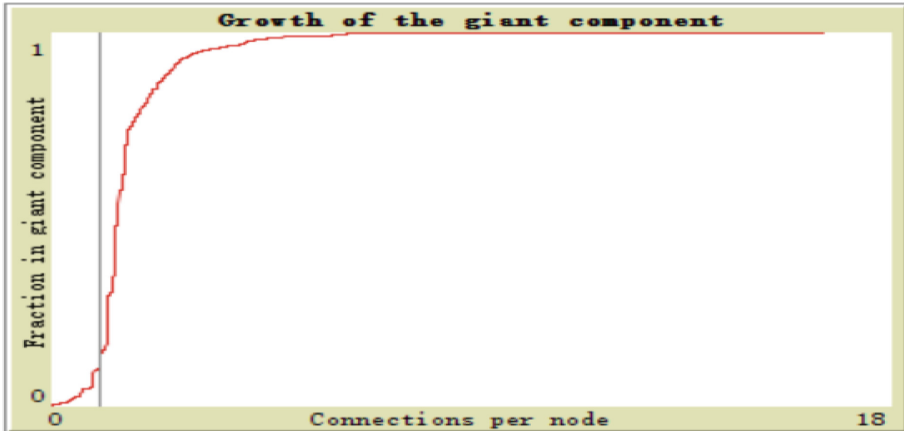 Growth of the giant component
1
Fraction in giant component
0
0
Connections per node
18